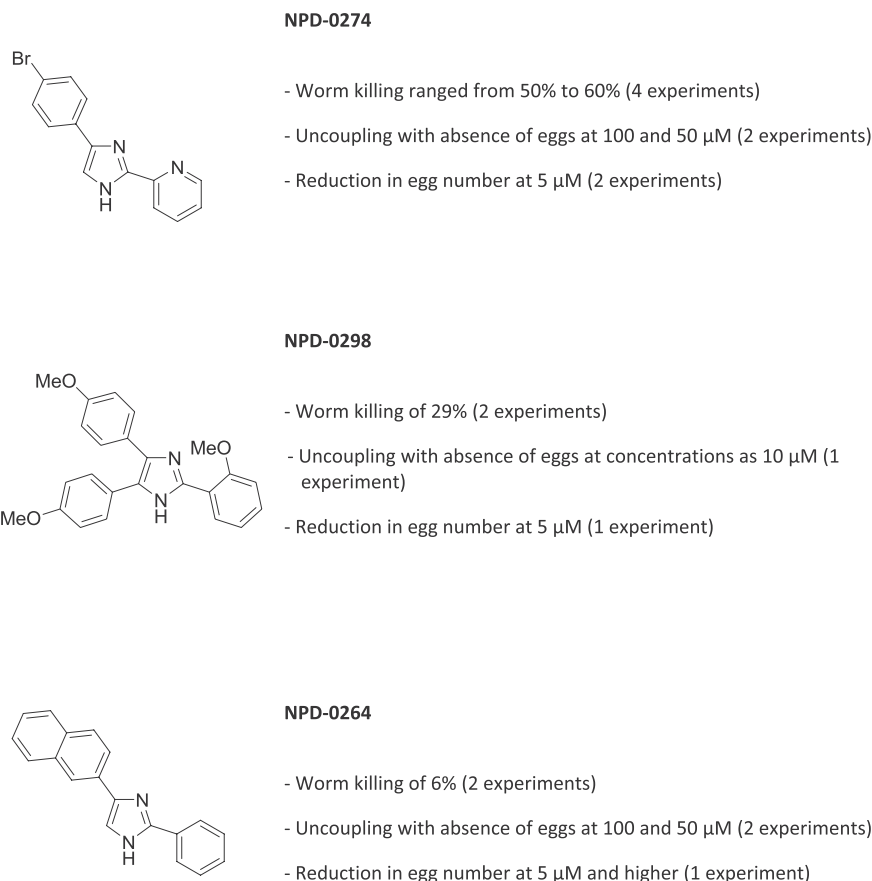 NPD-0274
Br
- Worm killing ranged from 50% to 60% (4 experiments)
- Uncoupling with absence of eggs at 100 and 50 µM (2 experiments)
N
N
- Reduction in egg number at 5 µM (2 experiments)
N
H
NPD-0298
MeO
- Worm killing of 29% (2 experiments)
MeO
N
- Uncoupling with absence of eggs at concentrations as 10 µM (1
experiment)
N
H
MeO
- Reduction in egg number at 5 µM (1 experiment)
NPD-0264
- Worm killing of 6% (2 experiments)
N
- Uncoupling with absence of eggs at 100 and 50 µM (2 experiments)
N
H
- Reduction in egg number at 5 µM and higher (1 experiment)